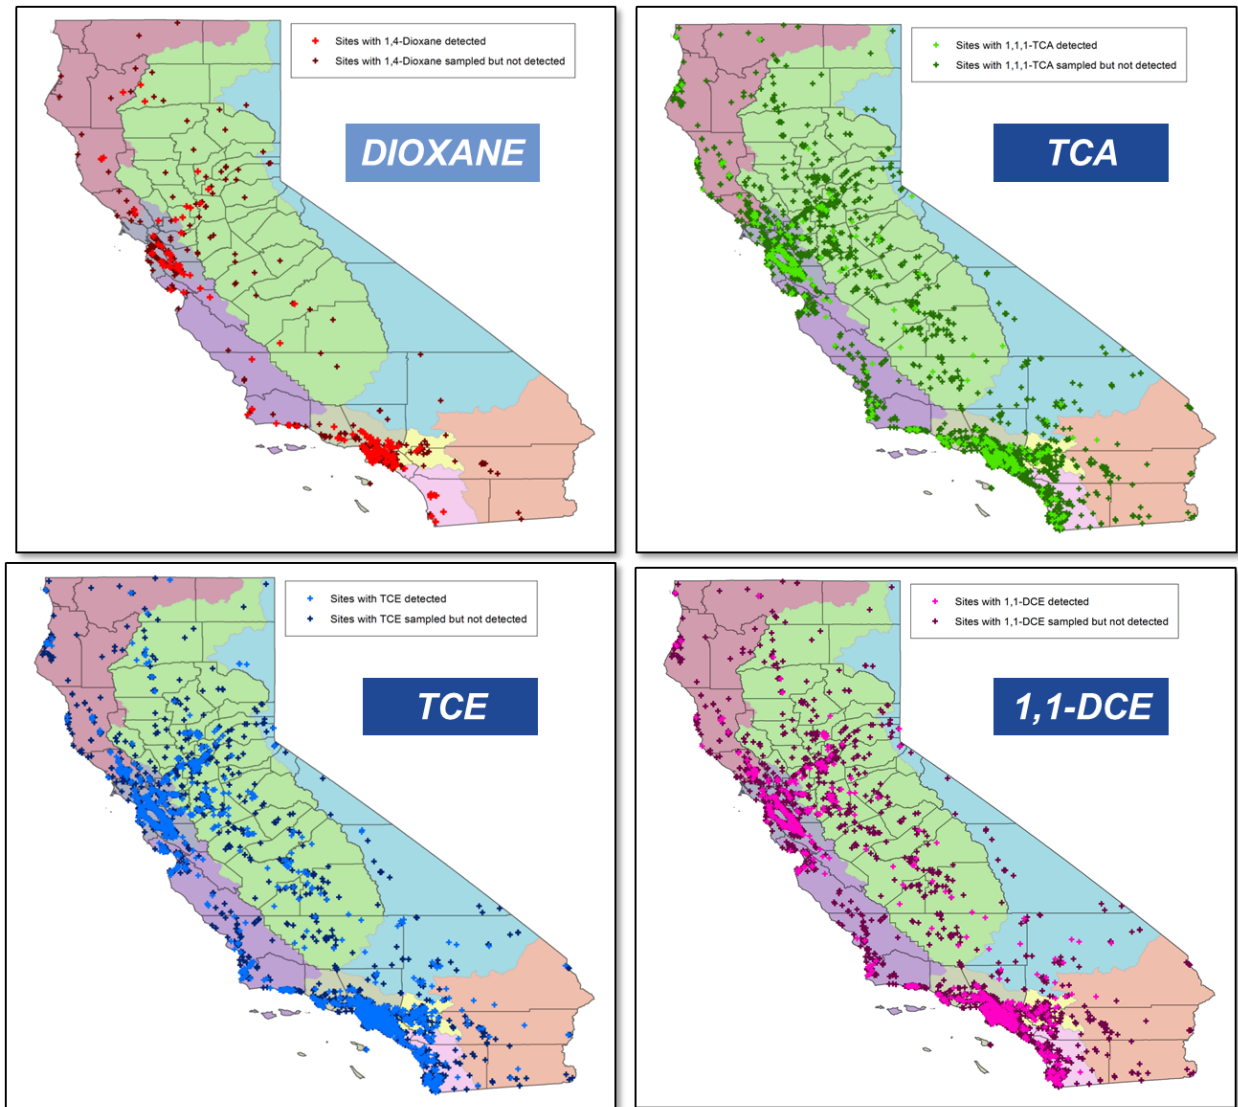 Sites with 1,4-Dioxane detected
Sites with 1,4-Dioxane sampled but not detected
DIOXANE
Sites with 1,1,1-TCA detected
Sites with 1,1,1-TCA sampled but not detected
TCA
Sites with TCE detected
Sites with TCE sampled but not detected
TCE
Sites with 1,1-DCE detected
Sites with 1,1-DCE sampled but not detected
1,1-DCE